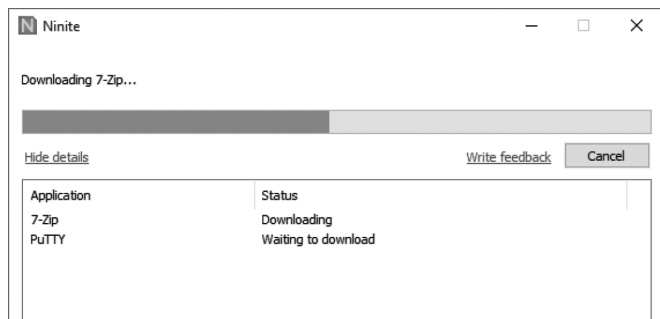 Ninite
Downloading 7-Zip...
Hide details Write feedback Cancel
Application Status
7-Zip Downloading
PuTTY Waiting to download